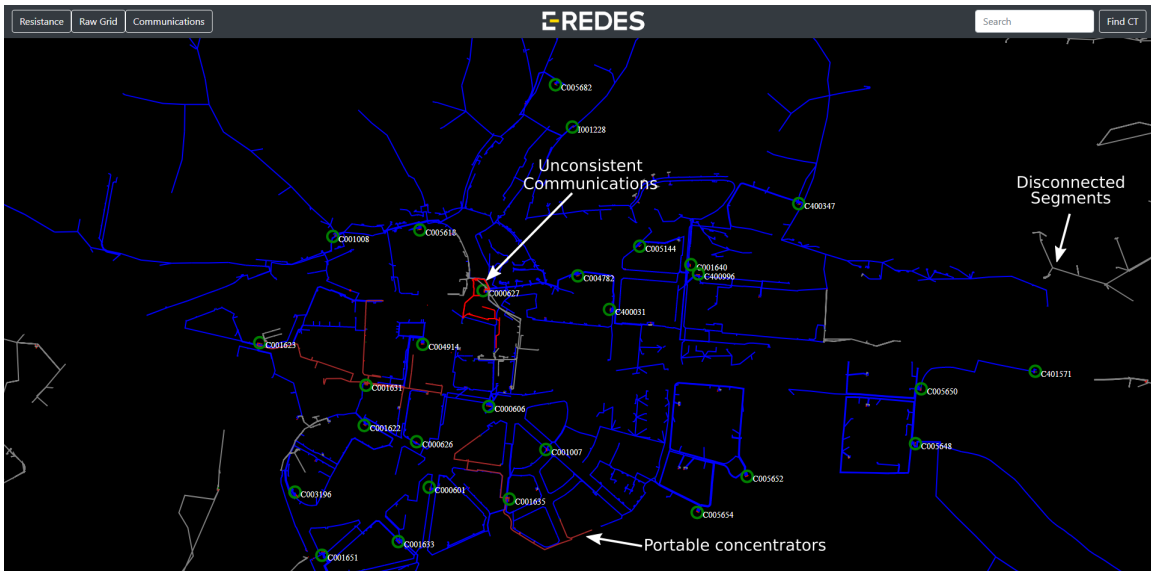 Resistance Raw Grid Communications E-REDES Search Find CT
C005682
I001228
Unconsistent
Communications
Disconnected
Segments
C400347
C005618
C001008
C005144
C001640
C400996
C004782
C000627
C400031
C001623
C004914
C401571
C001631
C005650
C000606
C001622
C000626
C005648
C001007
C005652
C000601
C003196
C001635
C005654
C001633
Portable concentrators
C001651